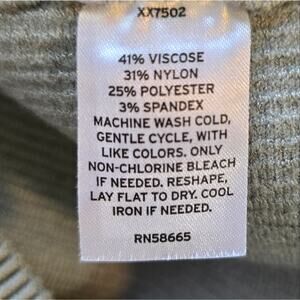 XX7502
41% VISCOSE
31% NYLON
25% POLYESTER
3% SPANDEX
MACHINE WASH COLD,
GENTLE CYCLE, WITH
LIKE COLORS. ONLY
NON-CHLORINE BLEACH
IF NEEDED. RESHAPE,
LAY FLAT TO DRY. COOL
IRON IF NEEDED.
RN58665